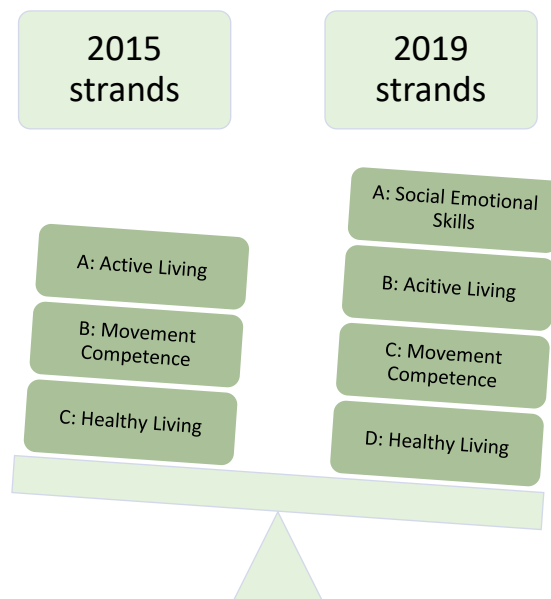 2015
strands
2019
strands
A: Active Living
B: Movement
Competence
C: Healthy Living
A: Social Emotional
Skills
B: Acitive Living
C: Movement
Competence
D: Healthy Living